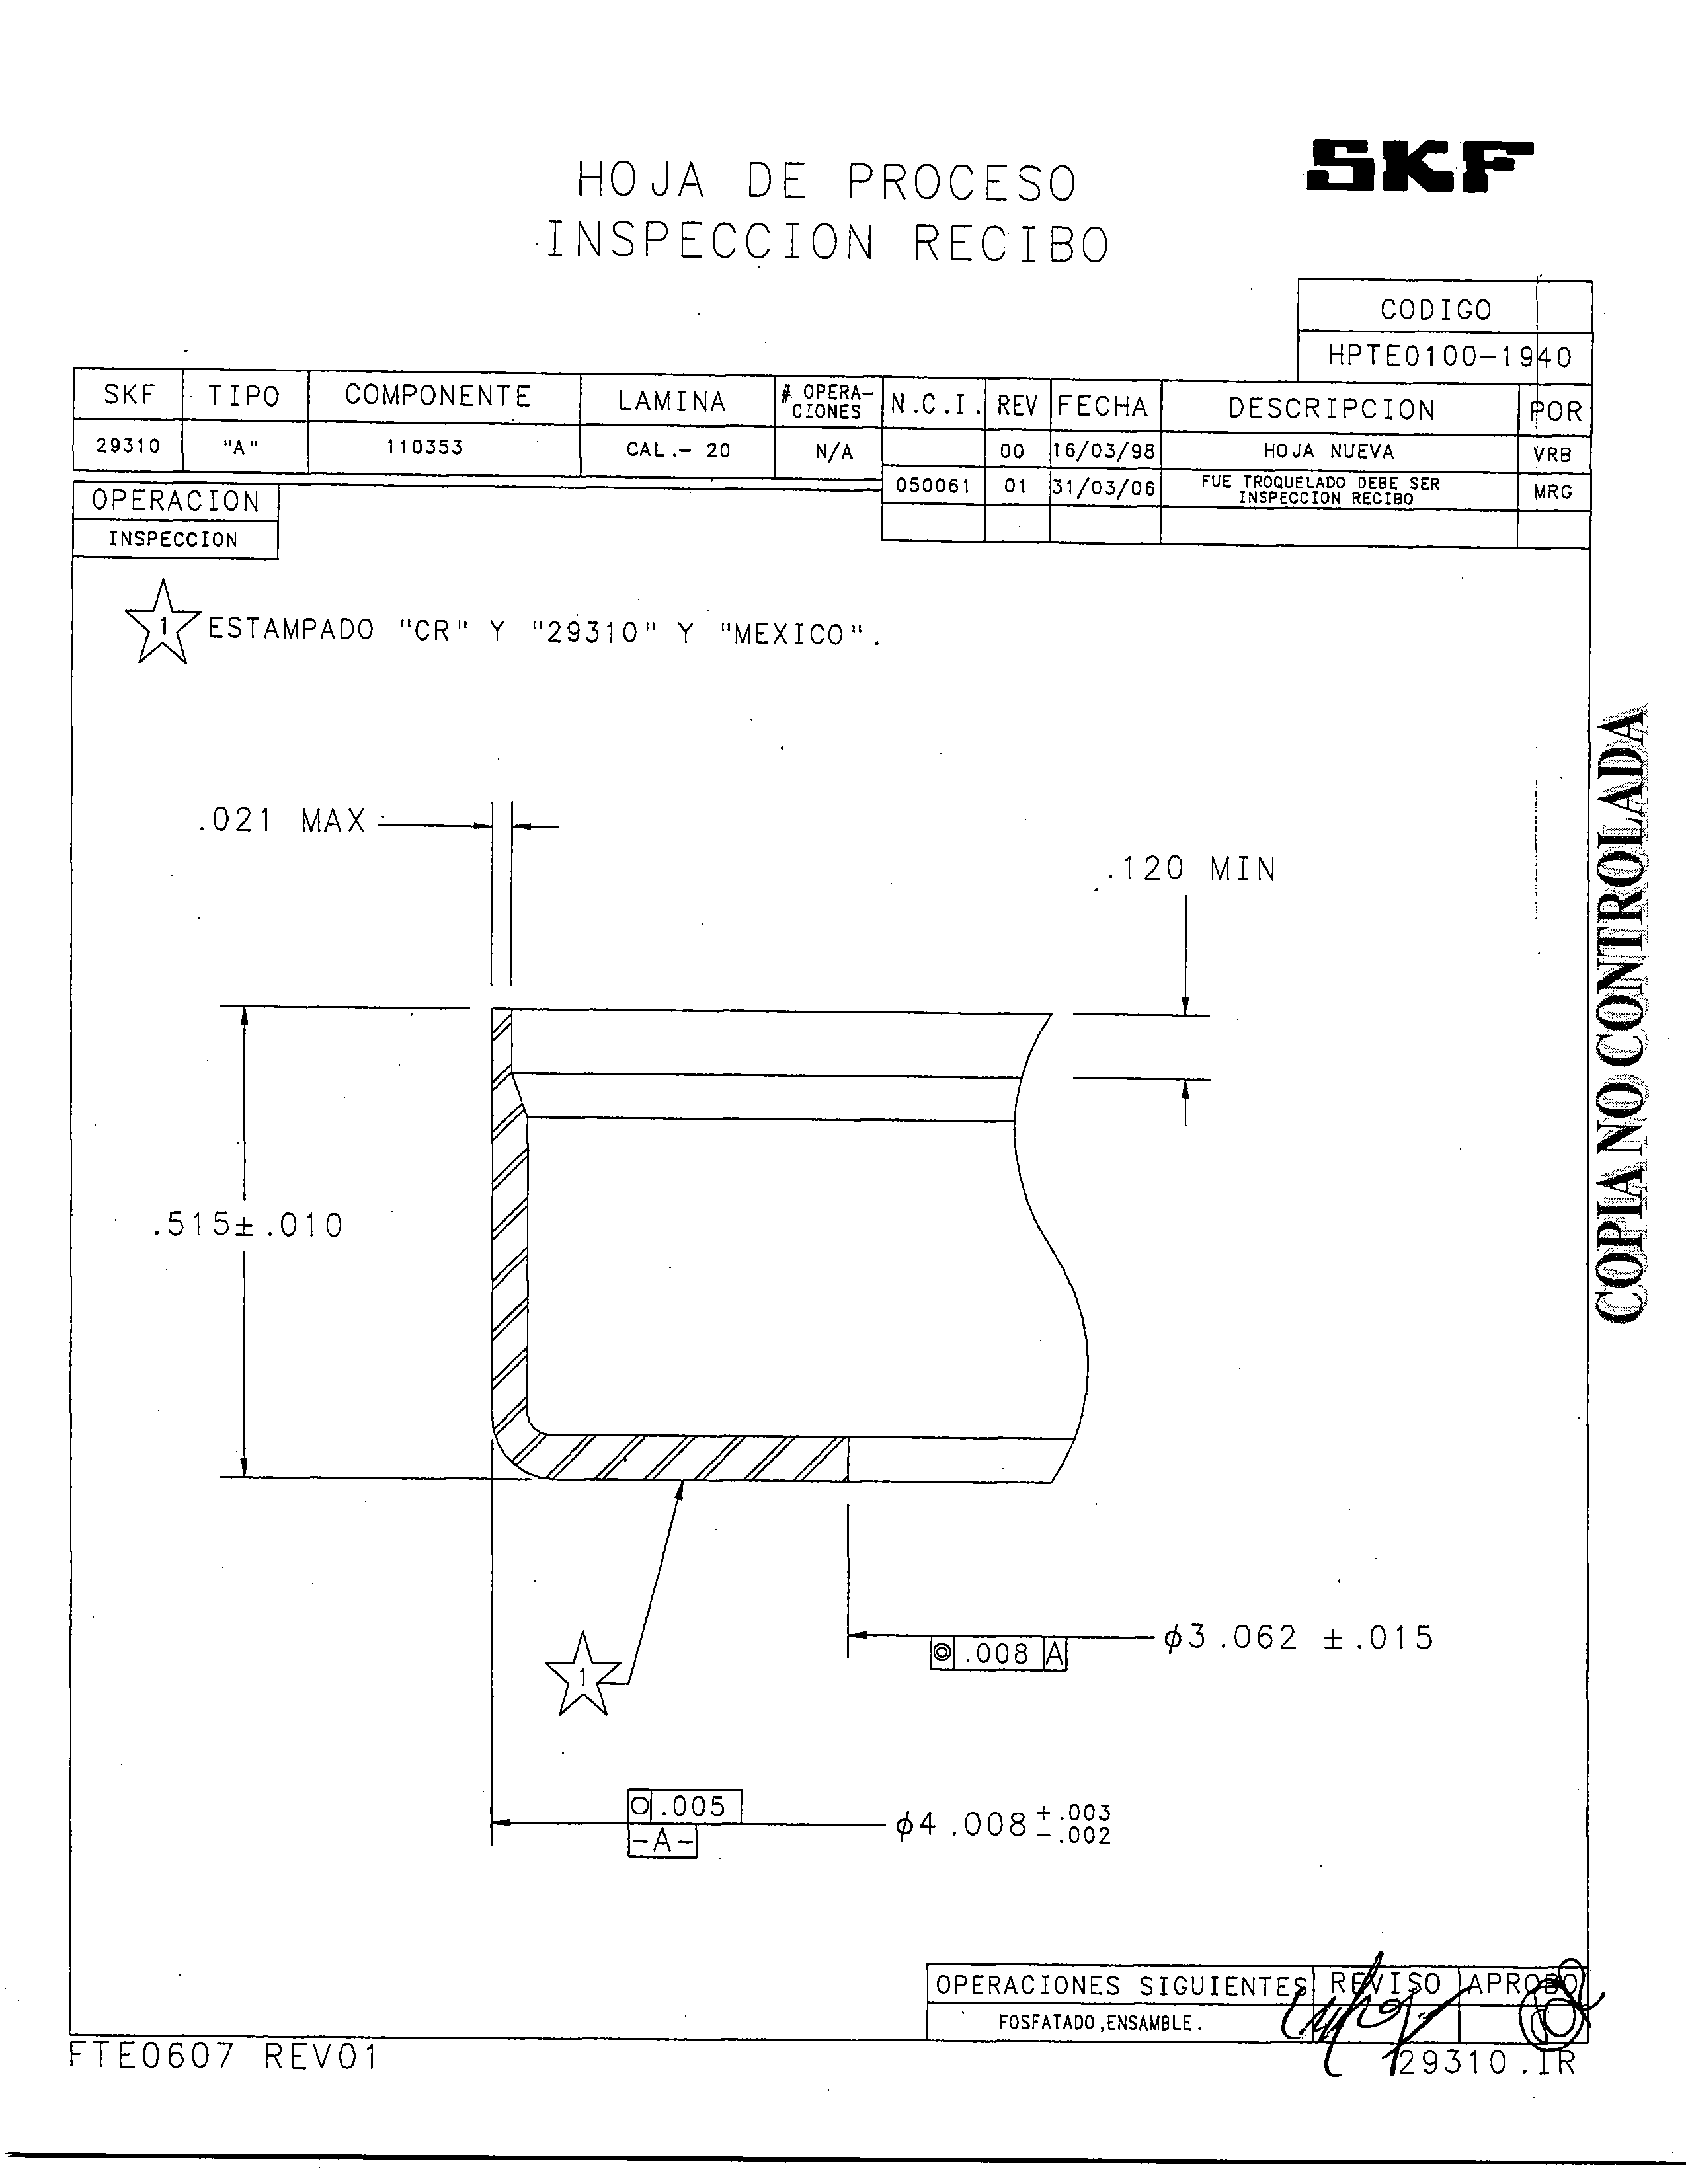 SKF
HOJA DE PROCESO
INSPECCION RECIBO
CODIGO
HPTE0100-1940
SKF TIPO COMPONENTE LAMINA # OPERA-CIONES N.C.I. REV FECHA DESCRIPCION POR
29310 "A" 110353 CAL.- 20 N/A 00 16/03/98 HOJA NUEVA VRB
050061 01 31/03/06 FUE TROQUELADO DEBE SER
INSPECCION RECIBO MRG
OPERACION
INSPECCION
1 ESTAMPADO "CR" Y "29310" Y "MEXICO".
.021 MAX
.120 MIN
COPIA NO CONTROLADA
.515±.010
⌀3.062 ±.015
◎ .008 A
1
○ .005
-A-
⌀4.008 +.003
-.002
OPERACIONES SIGUIENTES REVISO APROBO
FOSFATADO,ENSAMBLE.
FTE0607 REV01
29310.IR